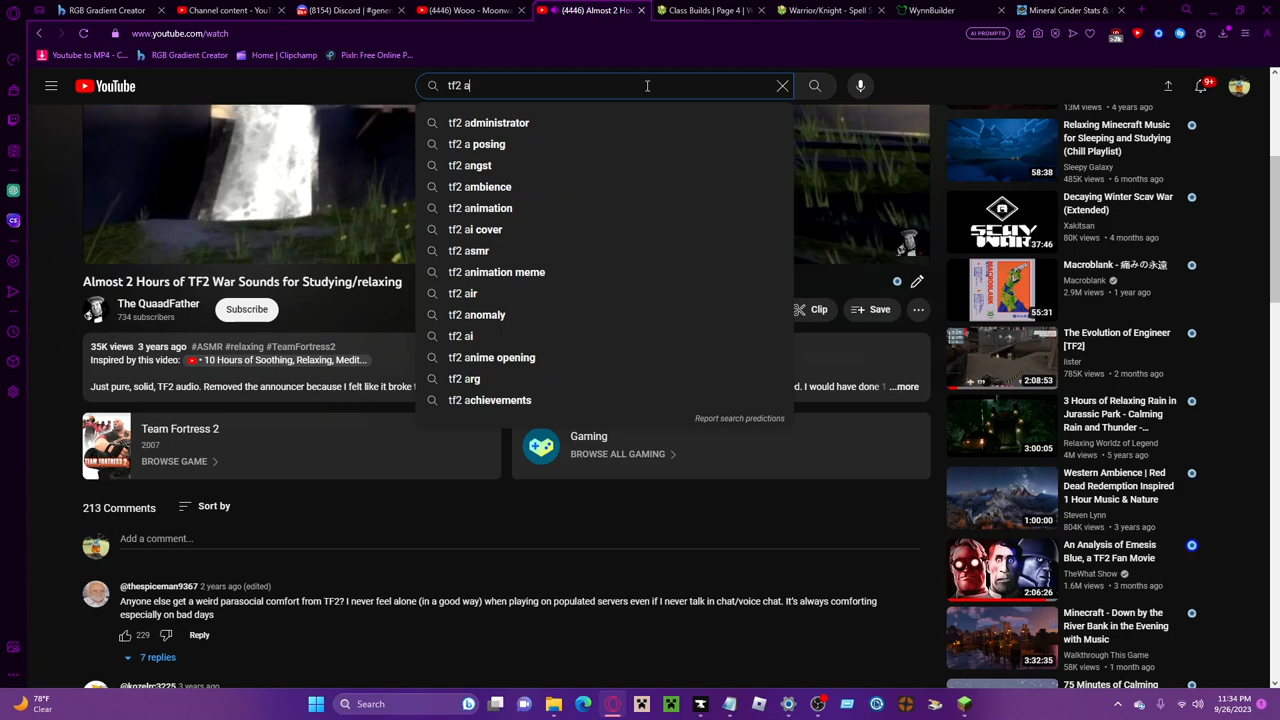 RGB Gradient Creator
Channel content - YouT
(8154) Discord | #gener
(4446) Wooo - Moonwa
(4446) Almost 2 Ho
Class Builds | Page 4 | W
Warrior/Knight - Spell S
WynnBuilder
Mineral Cinder Stats & 
www.youtube.com/watch
AI PROMPTS
>2k
Youtube to MP4 - C...
RGB Gradient Creator
Home | Clipchamp
Pixlr: Free Online P...
YouTube
tf2 a
9+
tf2 administrator
tf2 a posing
tf2 angst
tf2 ambience
tf2 animation
tf2 ai cover
tf2 asmr
tf2 animation meme
tf2 air
tf2 anomaly
tf2 ai
tf2 anime opening
tf2 arg
tf2 achievements
Report search predictions
Almost 2 Hours of TF2 War Sounds for Studying/relaxing
The QuaadFather
734 subscribers
Subscribe
Clip
Save
35K views 3 years ago #ASMR #relaxing #TeamFortress2
Inspired by this video: • 10 Hours of Soothing, Relaxing, Medit...
Just pure, solid, TF2 audio. Removed the announcer because I felt like it broke
d. I would have done 1 ...more
TEAM FORTRESS 2
Team Fortress 2
2007
BROWSE GAME
Gaming
BROWSE ALL GAMING
213 Comments
Sort by
Add a comment...
@thespiceman9367 2 years ago (edited)
Anyone else get a weird parasocial comfort from TF2? I never feel alone (in a good way) when playing on populated servers even if I never talk in chat/voice chat. It's always comforting
especially on bad days
229
Reply
7 replies
@kozelrc3225 3 years ago
13M views • 4 years ago
Relaxing Minecraft Music
for Sleeping and Studying
(Chill Playlist)
Sleepy Galaxy
485K views • 6 months ago
58:38
Decaying Winter Scav War
(Extended)
Xakitsan
SCAV
WAR
37:46
Macroblank - 痛みの永遠
Macroblank
2.9M views • 1 year ago
55:31
The Evolution of Engineer
[TF2]
lister
785K views • 2 months ago
2:08:53
3 Hours of Relaxing Rain in
Jurassic Park - Calming
Rain and Thunder -...
Relaxing Worldz of Legend
4M views • 5 years ago
3:00:05
Western Ambience | Red
Dead Redemption Inspired
1 Hour Music & Nature
Steven Lynn
804K views • 3 years ago
1:00:00
An Analysis of Emesis
Blue, a TF2 Fan Movie
TheWhat Show
1.6M views • 3 months ago
2:06:26
Minecraft - Down by the
River Bank in the Evening
with Music
Walkthrough This Game
58K views • 1 month ago
3:32:35
75 Minutes of Calming
78°F
Clear
Search
11:34 PM
9/26/2023